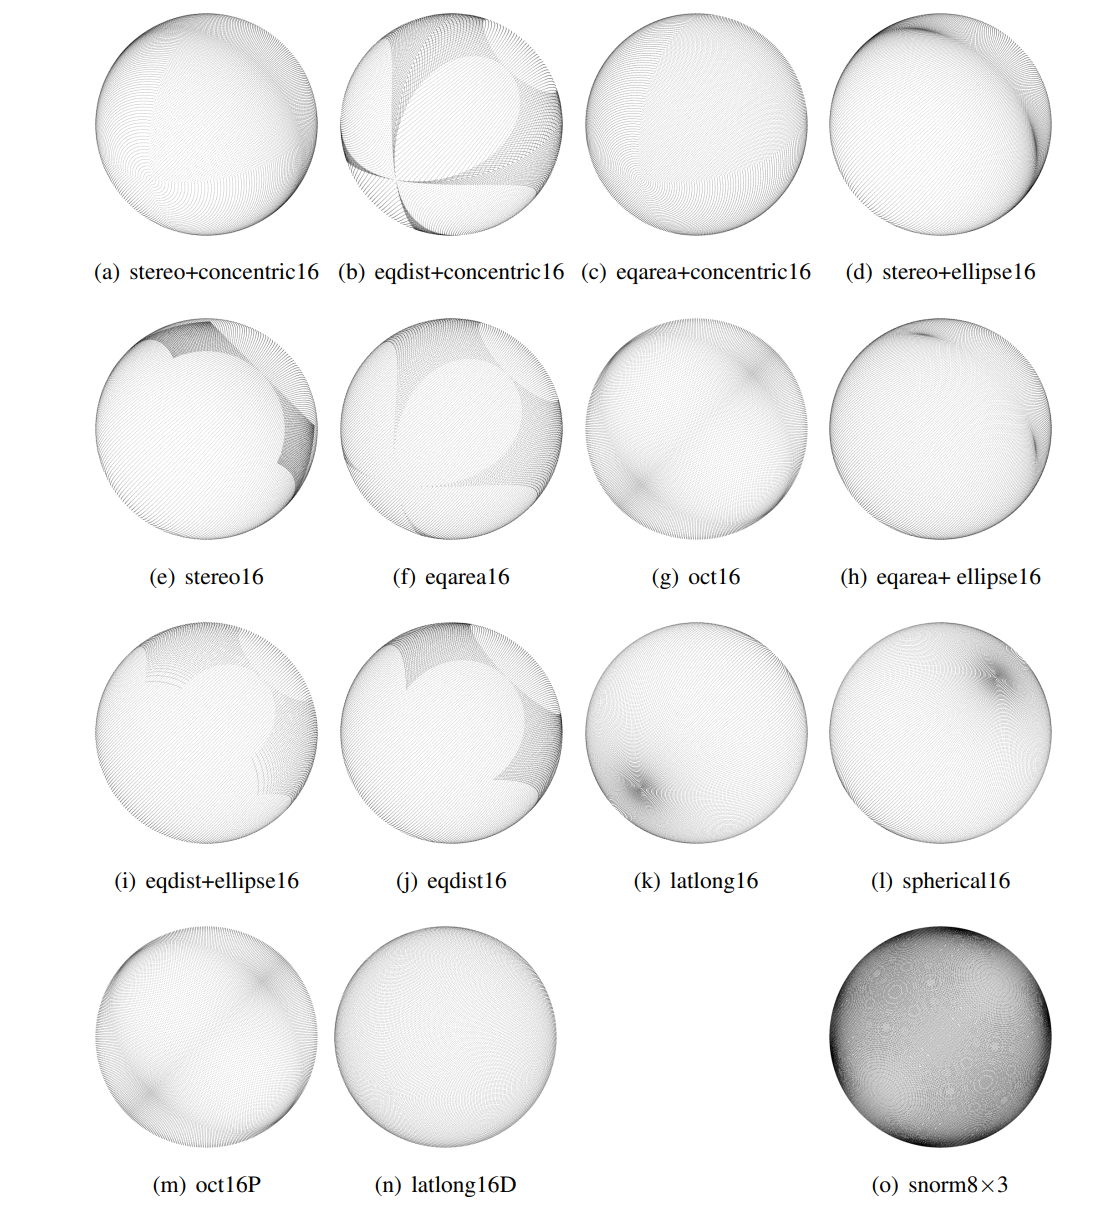 (a) stereo+concentric16 (b) eqdist+concentric16 (c) eqarea+concentric16 (d) stereo+ellipse16
(e) stereo16 (f) eqarea16 (g) oct16 (h) eqarea+ ellipse16
(i) eqdist+ellipse16 (j) eqdist16 (k) latlong16 (l) spherical16
(m) oct16P (n) latlong16D (o) snorm8×3